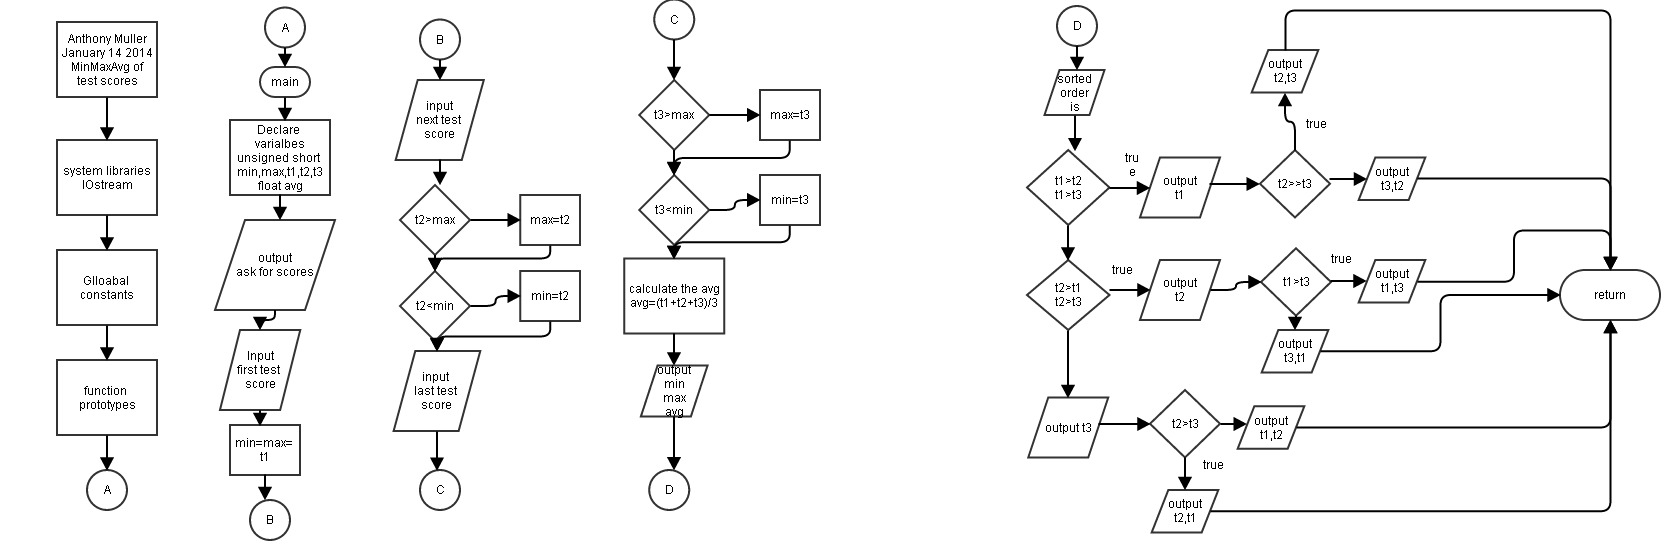 Anthony Muller
January 14 2014
MinMaxAvg of
test scores
system libraries
IOstream
Glloabal
constants
function
prototypes
A
A
main
Declare
varialbes
unsigned short
min,max,t1,t2,t3
float avg
output
ask for scores
Input
first test
score
min=max=
t1
B
B
input
next test
score
t2>max
max=t2
t2<min
min=t2
input
last test
score
C
C
t3>max
max=t3
t3<min
min=t3
calculate the avg
avg=(t1+t2+t3)/3
output
min
max
avg
D
D
sorted
order
is
t1>t2
t1>t3
tru
e
output
t1
t2>>t3
true
output
t2,t3
output
t3,t2
t2>t1
t2>t3
true
output
t2
t1>t3
true
output
t1,t3
output
t3,t1
return
output t3
t2>t3
output
t1,t2
true
output
t2,t1